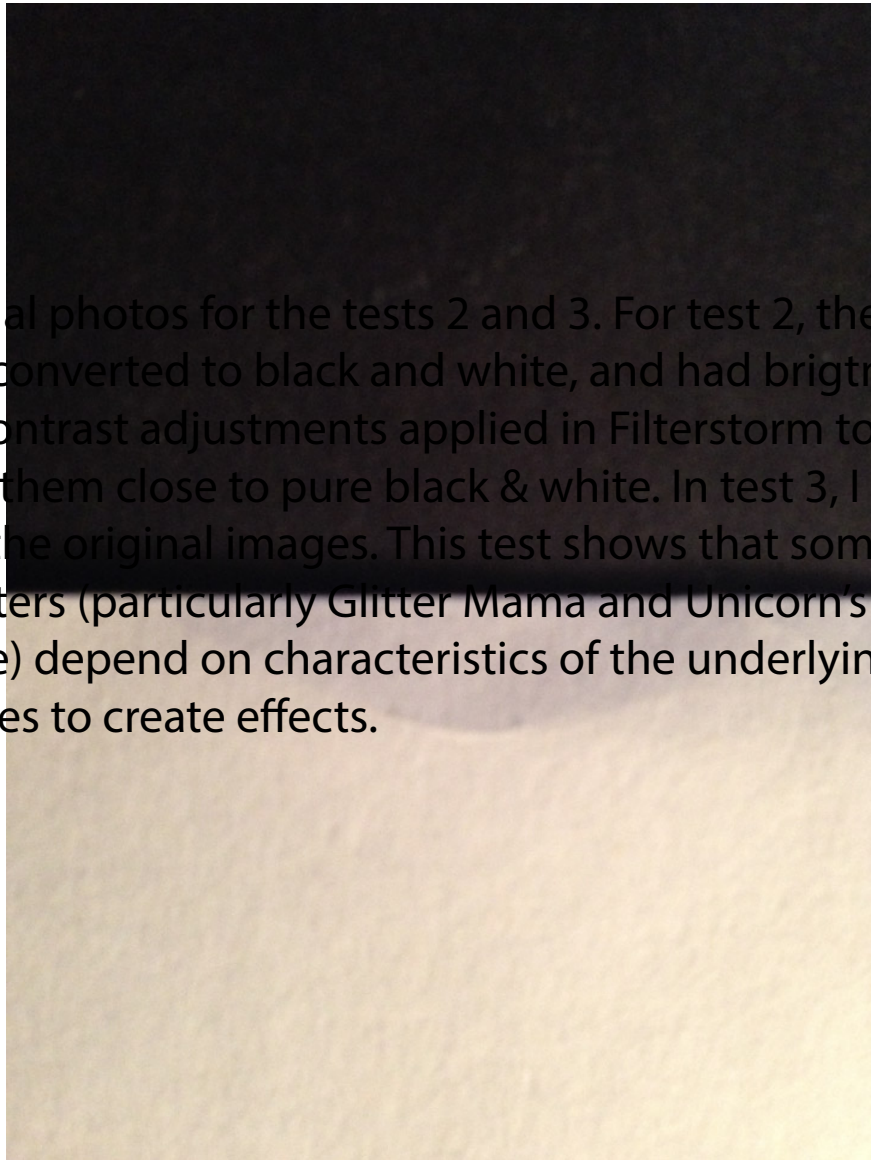 al photos for the tests 2 and 3. For test 2, the
converted to black and white, and had brigtn
ontrast adjustments applied in Filterstorm to
them close to pure black & white. In test 3, I
the original images. This test shows that som
ters (particularly Glitter Mama and Unicorn’s
e) depend on characteristics of the underlyin
es to create effects.